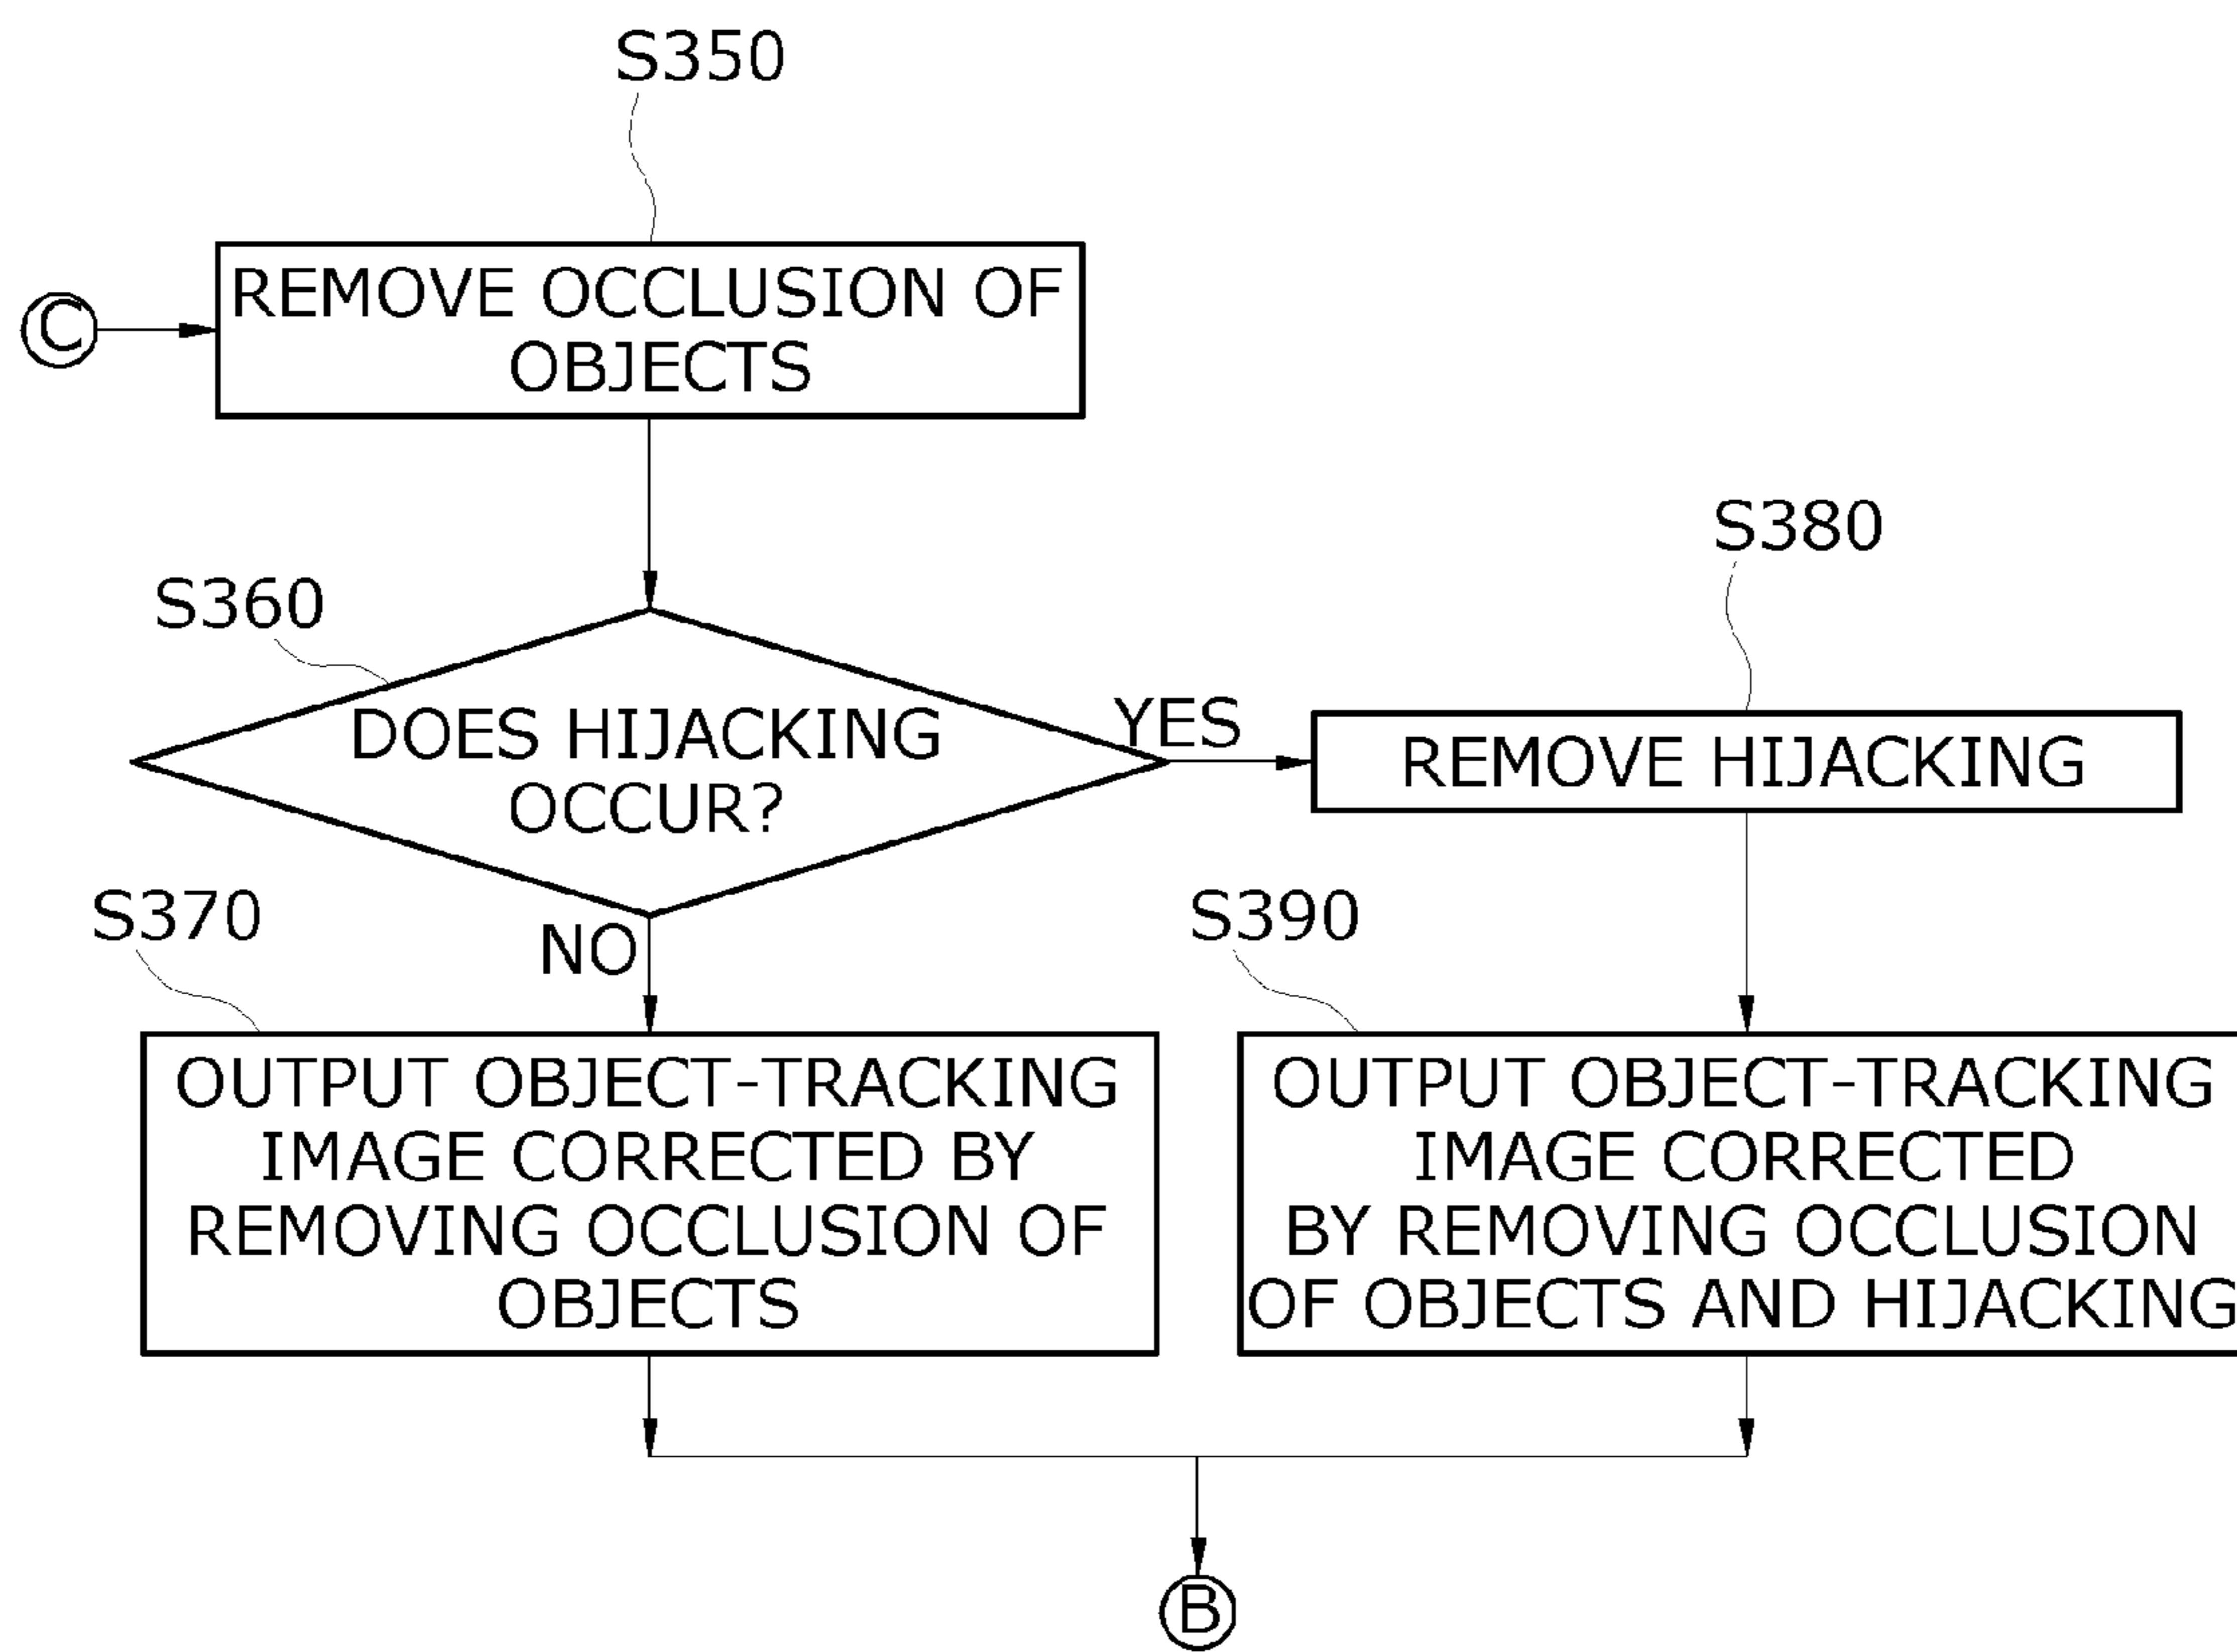 S350
C
REMOVE OCCLUSION OF
OBJECTS
S360
DOES HIJACKING
OCCUR?
YES
S380
REMOVE HIJACKING
NO
S370
OUTPUT OBJECT-TRACKING
IMAGE CORRECTED BY
REMOVING OCCLUSION OF
OBJECTS
S390
OUTPUT OBJECT-TRACKING
IMAGE CORRECTED
BY REMOVING OCCLUSION
OF OBJECTS AND HIJACKING
B